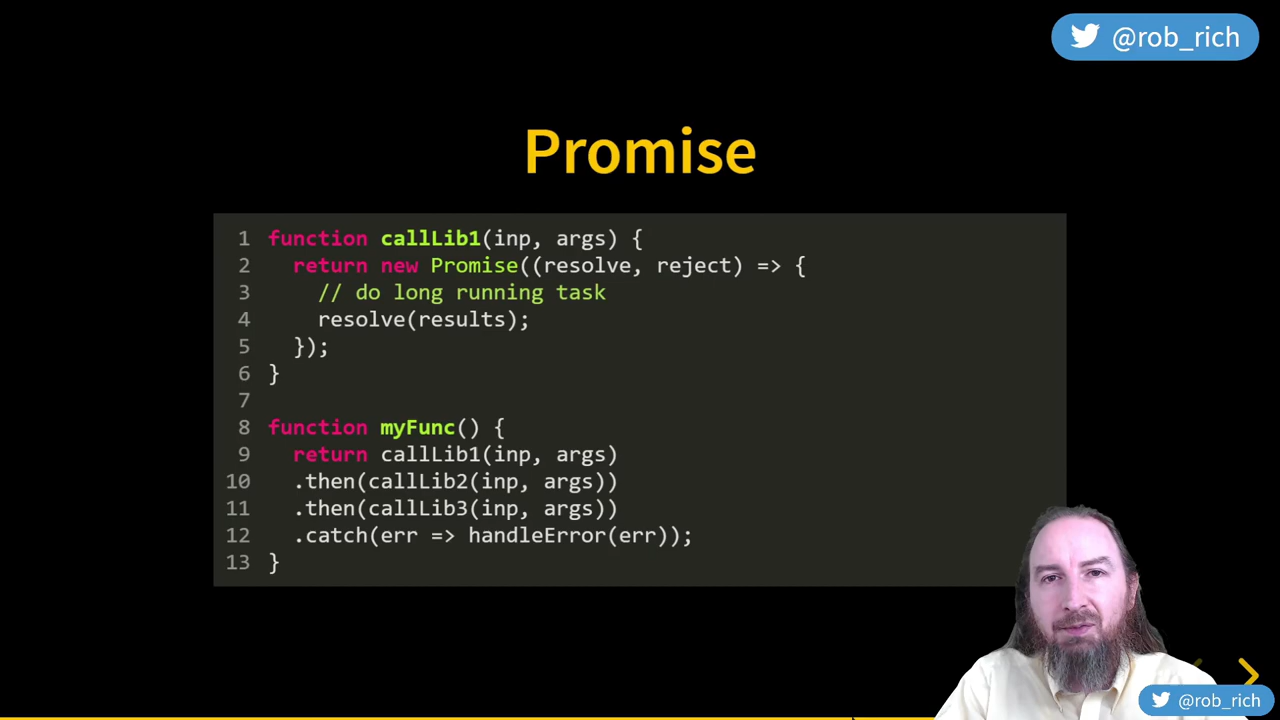 @rob_rich
Promise
1 function callLib1(inp, args) {
2   return new Promise((resolve, reject) => {
3     // do long running task
4     resolve(results);
5   });
6 }
7
8 function myFunc() {
9   return callLib1(inp, args)
10   .then(callLib2(inp, args))
11   .then(callLib3(inp, args))
12   .catch(err => handleError(err));
13 }
@rob_rich